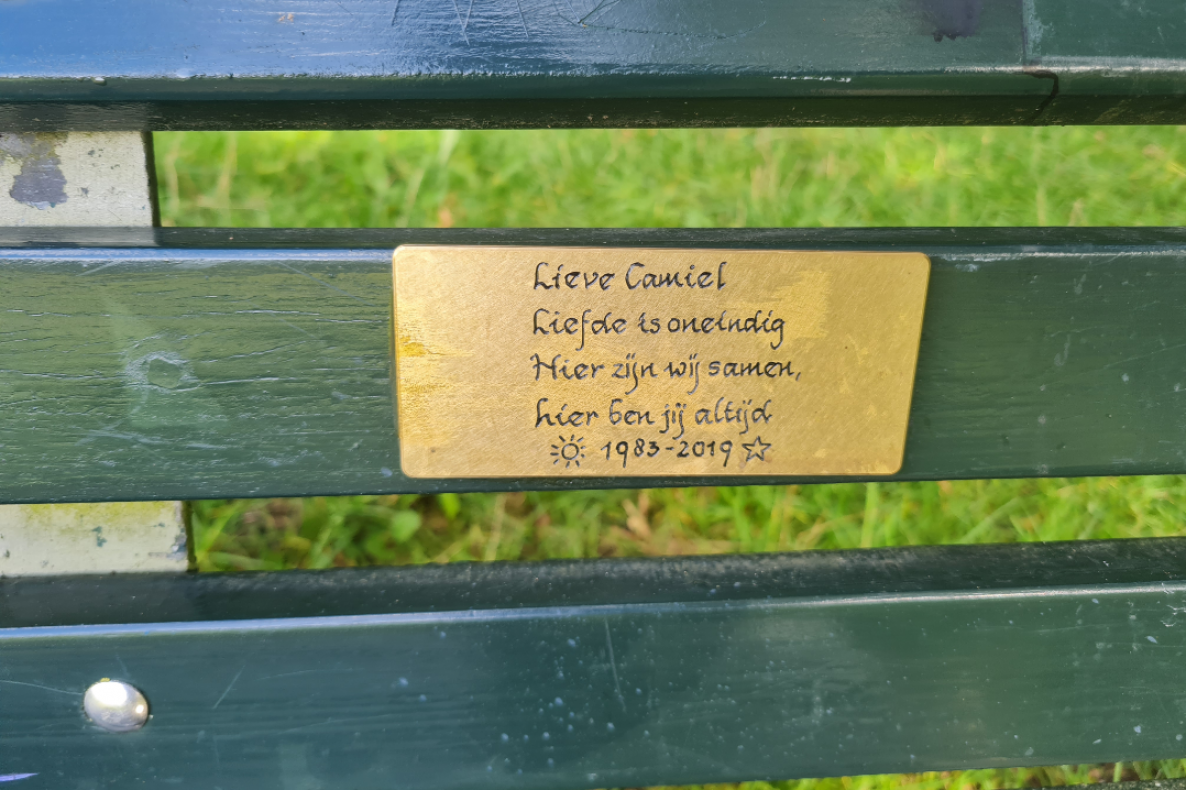 Lieve Camiel
Liefde is oneindig
Hier zijn wij samen,
hier ben jij altijd
1983-2019